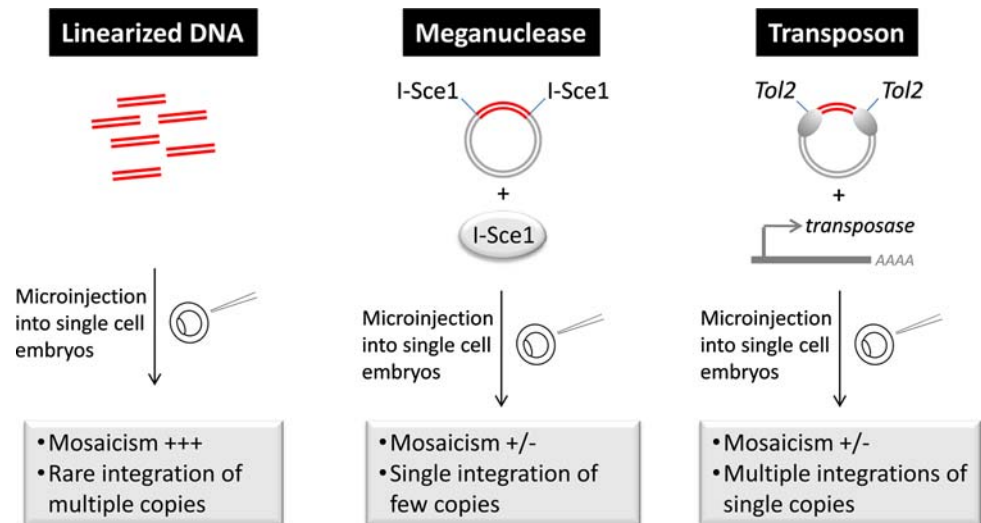 Linearized DNA
Meganuclease
Transposon
I-Sce1
I-Sce1
Tol2
Tol2
+
+
I-Sce1
transposase
AAAA
Microinjection
into single cell
embryos
Microinjection
into single cell
embryos
Microinjection
into single cell
embryos
• Mosaicism +++
• Rare integration of
multiple copies
• Mosaicism +/-
• Single integration of
few copies
• Mosaicism +/-
• Multiple integrations of
single copies